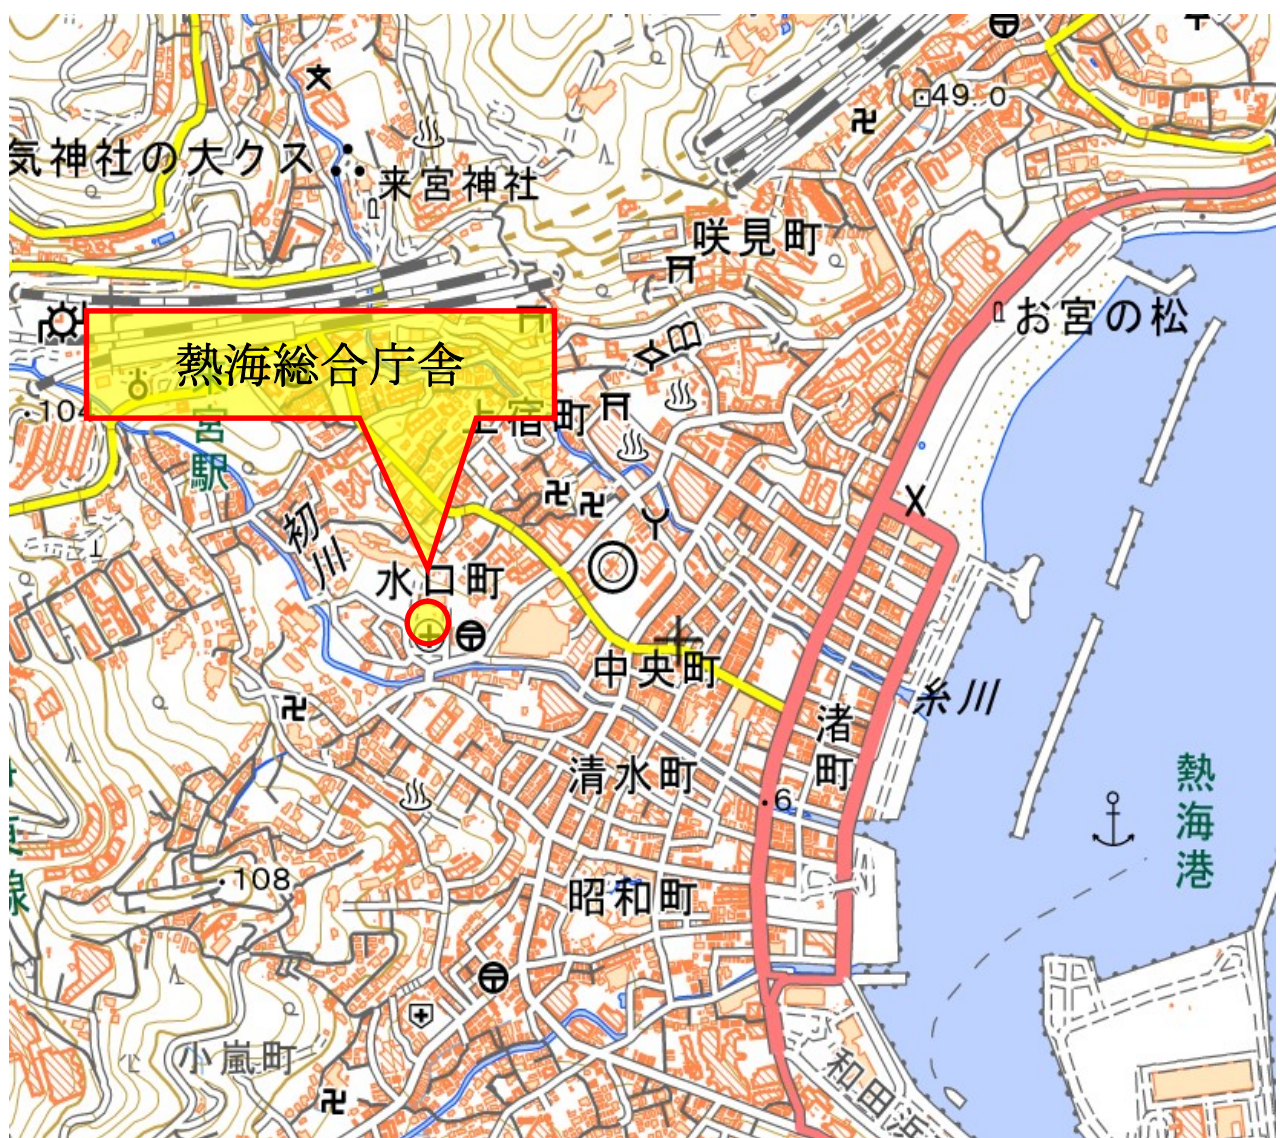 49.0
気神社の大クス
来宮神社
咲見町
お宮の松
熱海総合庁舎
上宿町
宮駅
初川
水口町
中央町
糸川
渚町
清水町
6
熱海港
108
昭和町
小嵐町
和田浜